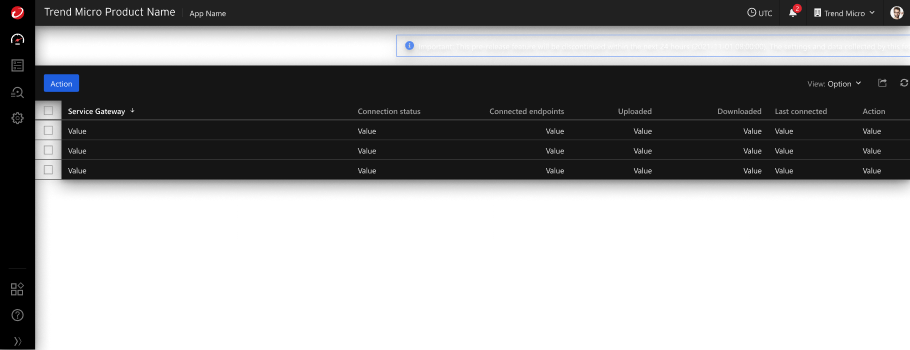 Trend Micro Product Name
App Name
UTC
2
Trend Micro
Action
View: Option
Service Gateway Connection status Connected endpoints Uploaded Downloaded Last connected Action
Value Value Value Value Value Value Value
Value Value Value Value Value Value Value
Value Value Value Value Value Value Value